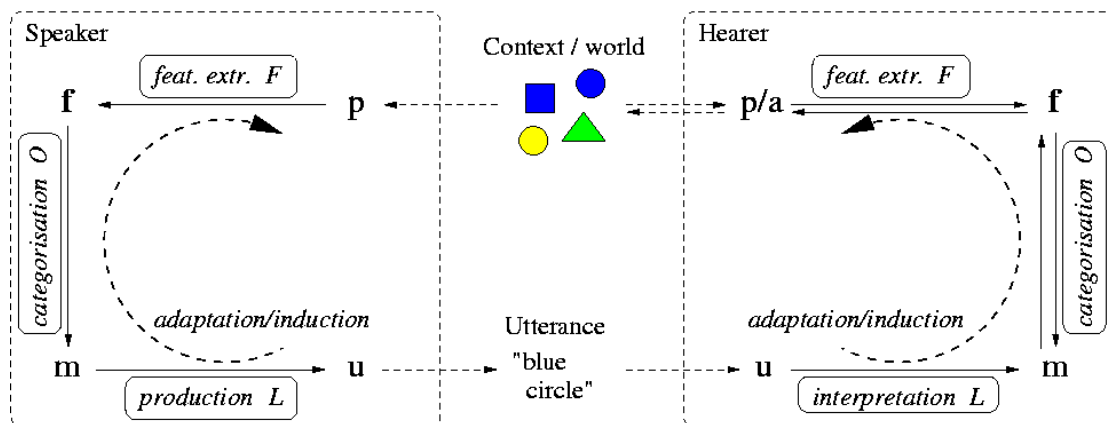 Speaker
feat. extr. F
f
p
categorisation O
adaptation/induction
m
production L
u
Context / world
Utterance
"blue
circle"
Hearer
feat. extr. F
p/a
f
categorisation O
adaptation/induction
u
interpretation L
m